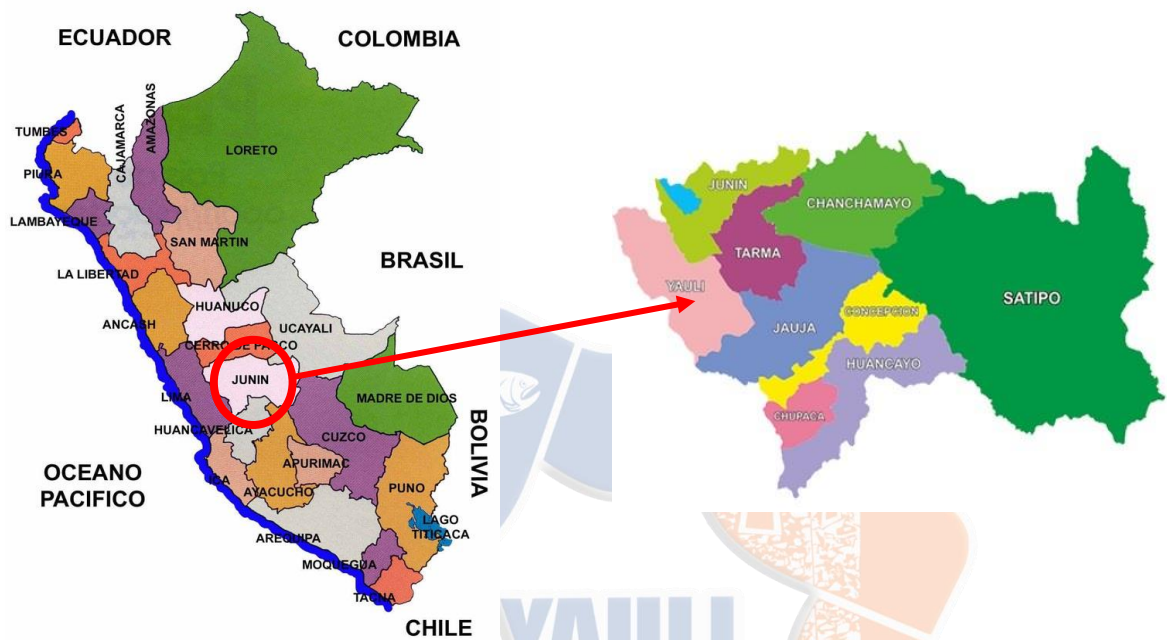 ECUADOR
COLOMBIA
TUMBES
PIURA
LAMBAYEQUE
CAJAMARCA
AMAZONAS
LORETO
SAN MARTIN
LA LIBERTAD
ANCASH
HUANUCO
UCAYALI
CERRO DE PASCO
BRASIL
JUNIN
LIMA
MADRE DE DIOS
HUANCAVELICA
CUZCO
BOLIVIA
OCEANO
PACIFICO
ICA
AYACUCHO
APURIMAC
PUNO
LAGO
TITICACA
AREQUIPA
MOQUEGUA
TACNA
CHILE
JUNIN
CHANCHAMAYO
TARMA
YAULI
SATIPO
JAUJA
CONCEPCION
HUANCAYO
CHUPACA
YAULI